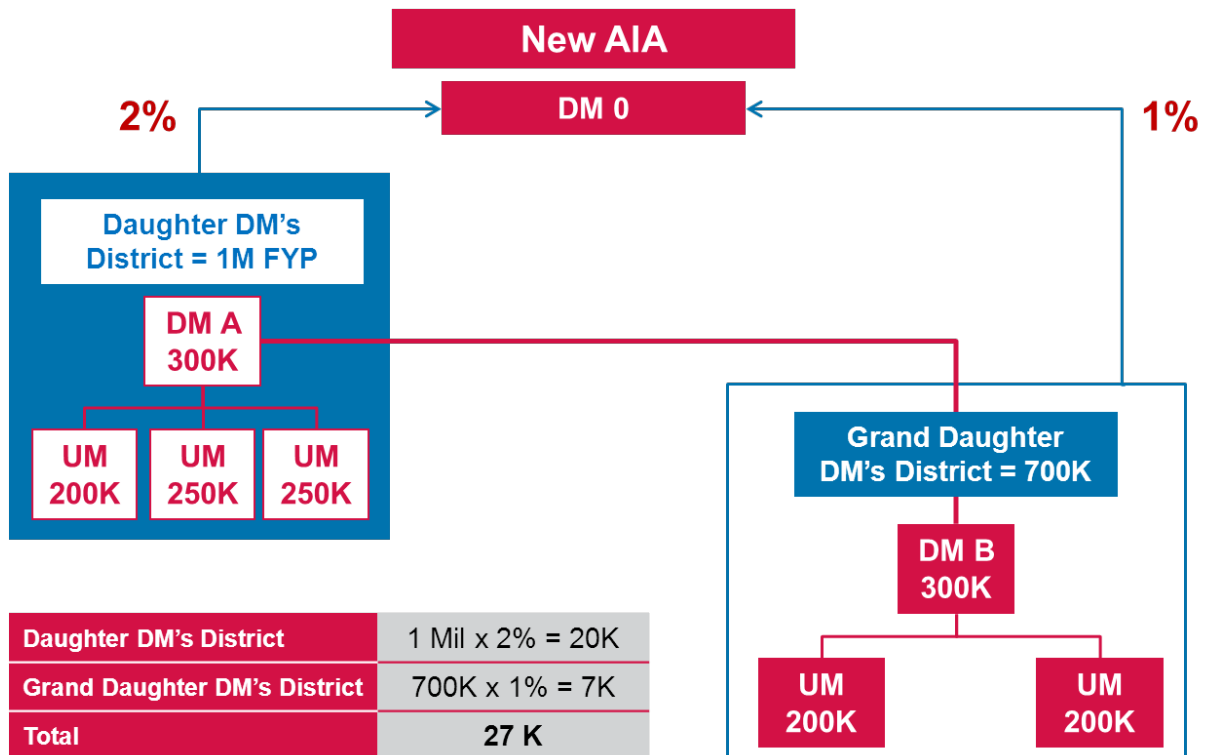 New AIA
DM 0
2%
1%
Daughter DM’s
District = 1M FYP
DM A
300K
UM
200K
UM
250K
UM
250K
Grand Daughter
DM’s District = 700K
DM B
300K
UM
200K
UM
200K
Daughter DM’s District 1 Mil x 2% = 20K
Grand Daughter DM’s District 700K x 1% = 7K
Total 27 K